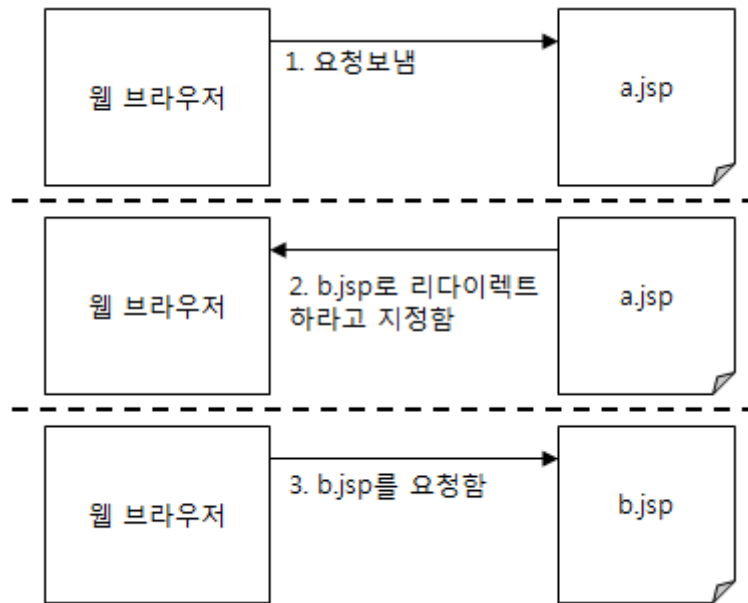 웹 브라우저
1. 요청보냄
a.jsp
웹 브라우저
2. b.jsp로 리다이렉트
하라고 지정함
a.jsp
웹 브라우저
3. b.jsp를 요청함
b.jsp